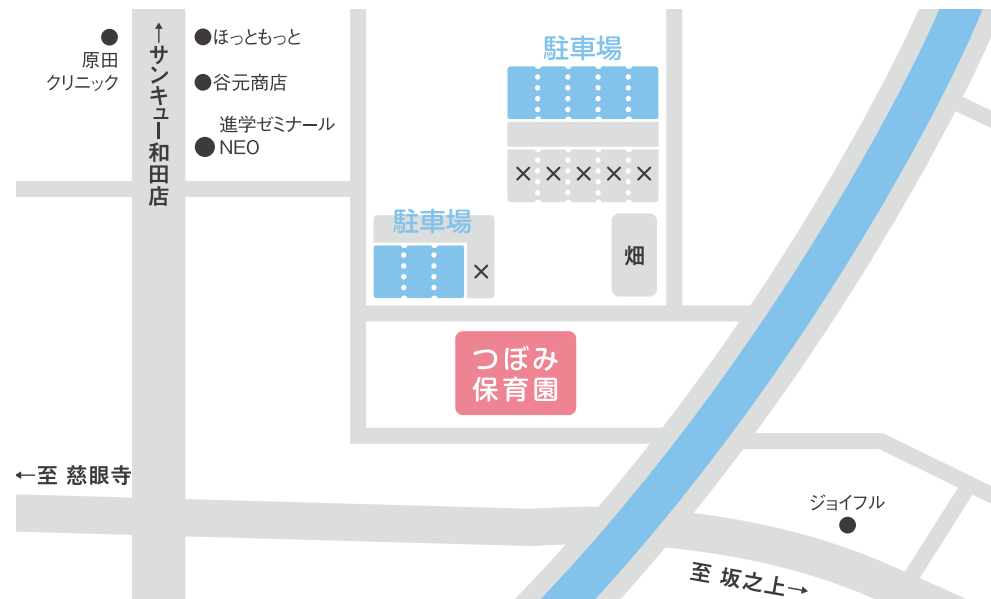 原田
クリニック
↑サンキュー和田店
ほっともっと
谷元商店
進学ゼミナール
NEO
駐車場
×××××
駐車場
×
畑
つぼみ
保育園
←至 慈眼寺
ジョイフル
至 坂之上→